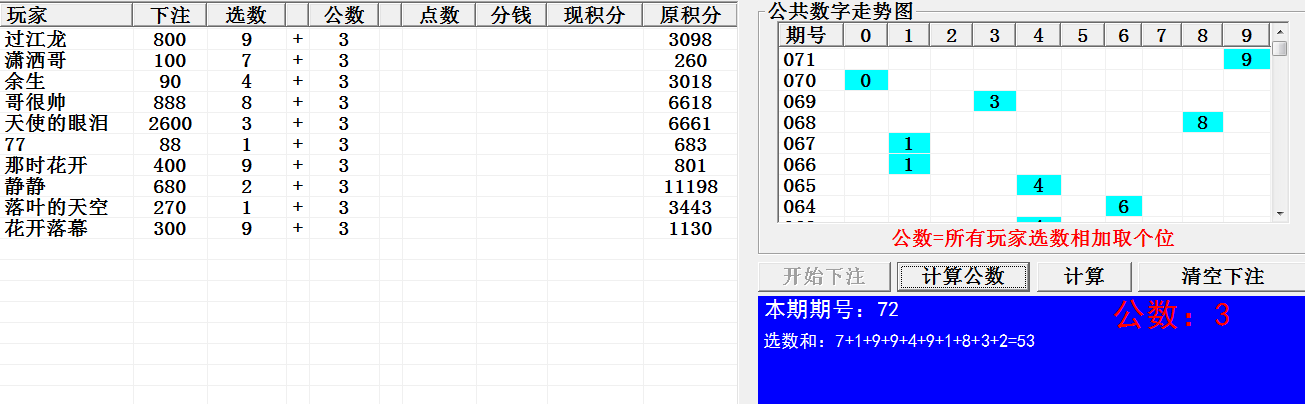 玩家 下注 选数 公数 点数 分钱 现积分 原积分
过江龙 800 9 + 3 3098
潇洒哥 100 7 + 3 260
余生 90 4 + 3 3018
哥很帅 888 8 + 3 6618
天使的眼泪 2600 3 + 3 6661
77 88 1 + 3 683
那时花开 400 9 + 3 801
静静 680 2 + 3 11198
落叶的天空 270 1 + 3 3443
花开落幕 300 9 + 3 1130
公共数字走势图
期号 0 1 2 3 4 5 6 7 8 9
071 9
070 0
069 3
068 8
067 1
066 1
065 4
064 6
公数=所有玩家选数相加取个位
开始下注 计算公数 计算 清空下注
本期期号：72 公数：3
选数和：7+1+9+9+4+9+1+8+3+2=53